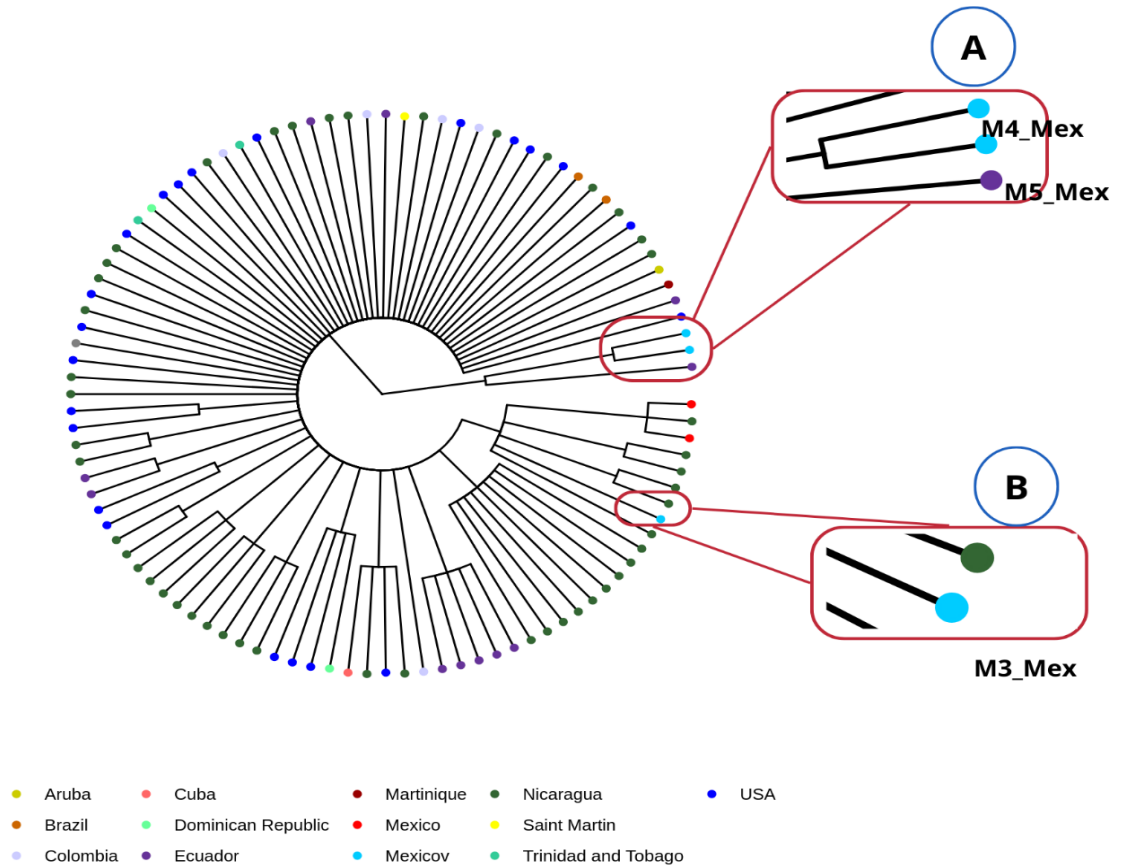 A
M4_Mex
M5_Mex
B
M3_Mex
Aruba Cuba Martinique Nicaragua USA
Brazil Dominican Republic Mexico Saint Martin
Colombia Ecuador Mexicov Trinidad and Tobago